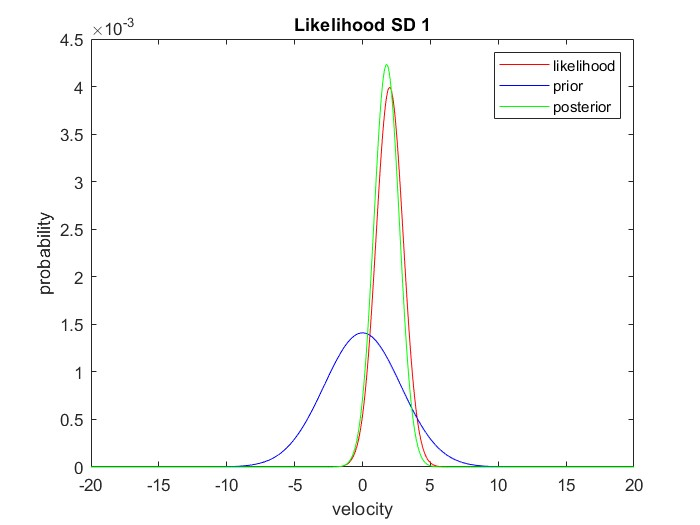 Likelihood SD 1
×10-3
4.5
4
3.5
3
2.5
2
1.5
1
0.5
0
probability
likelihood
prior
posterior
-20 -15 -10 -5 0 5 10 15 20
velocity